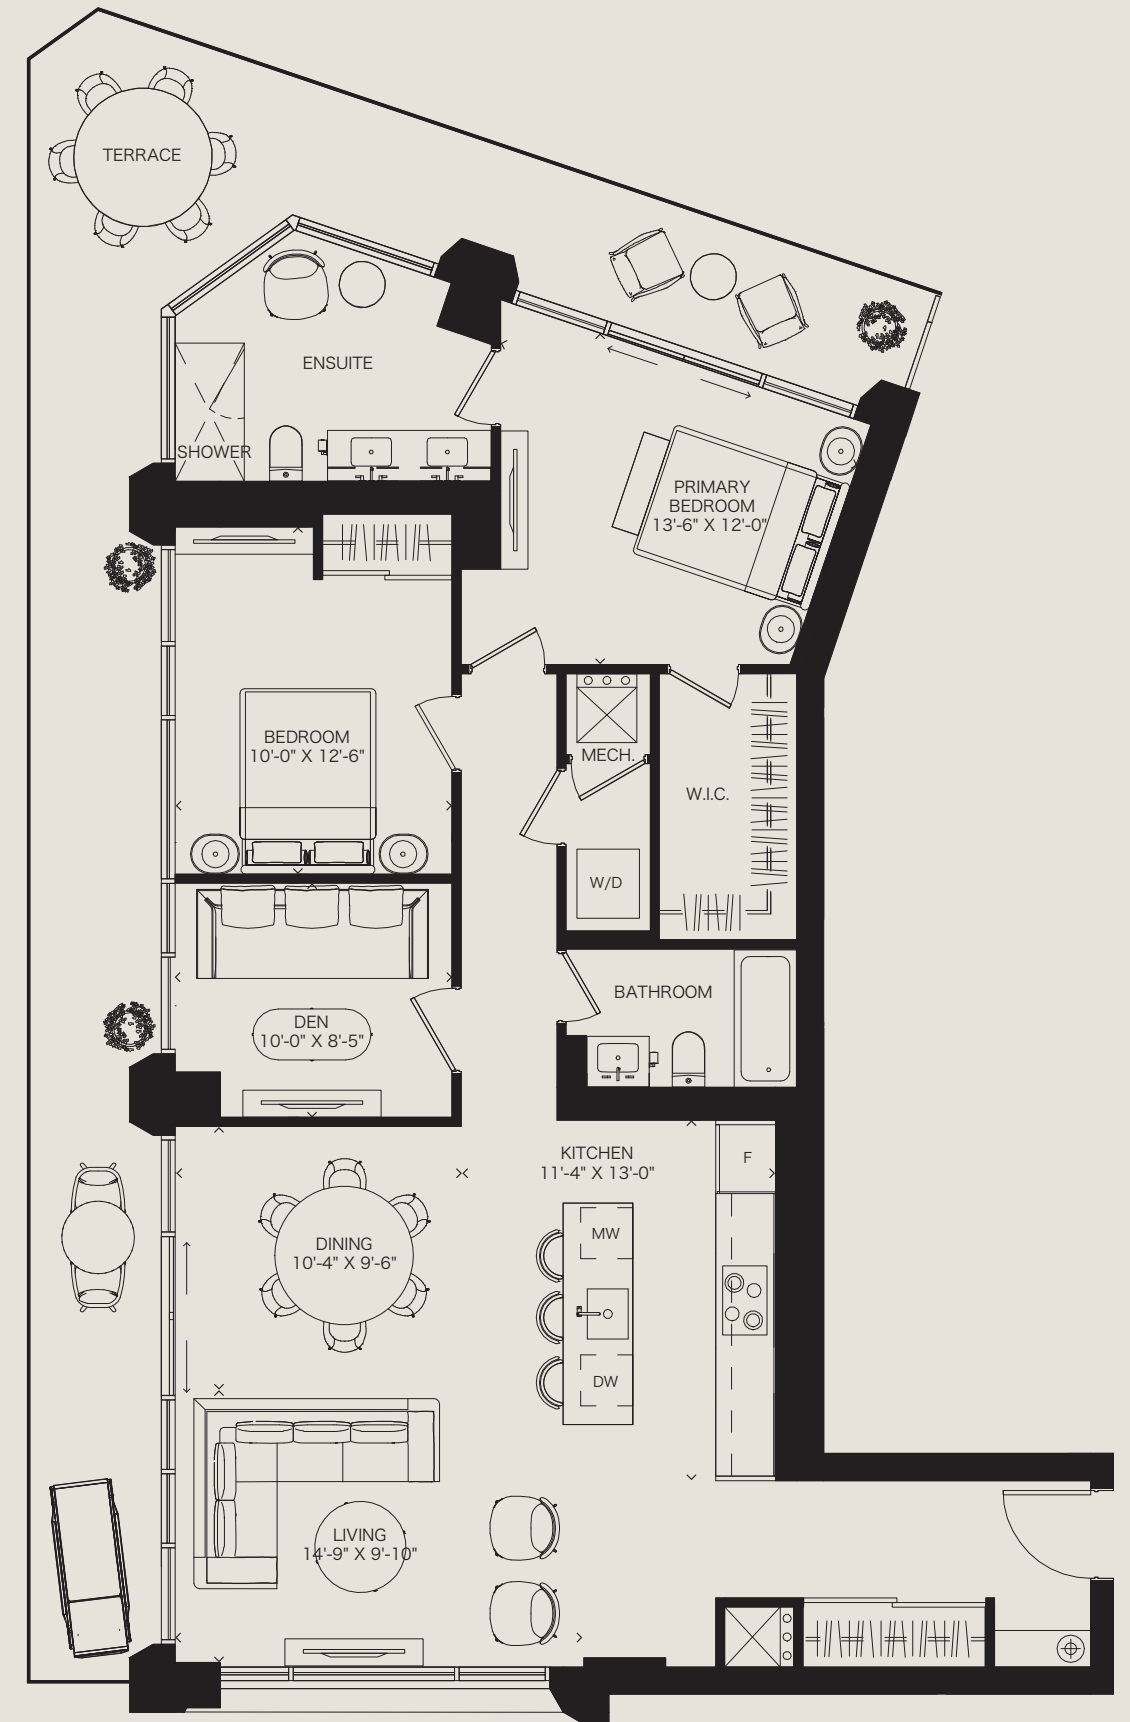 TERRACE
ENSUITE
SHOWER
PRIMARY
BEDROOM
13'-6" X 12'-0"
BEDROOM
10'-0" X 12'-6"
MECH.
W.I.C.
W/D
BATHROOM
DEN
10'-0" X 8'-5"
KITCHEN
11'-4" X 13'-0"
F
MW
DINING
10'-4" X 9'-6"
DW
LIVING
14'-9" X 9'-10"